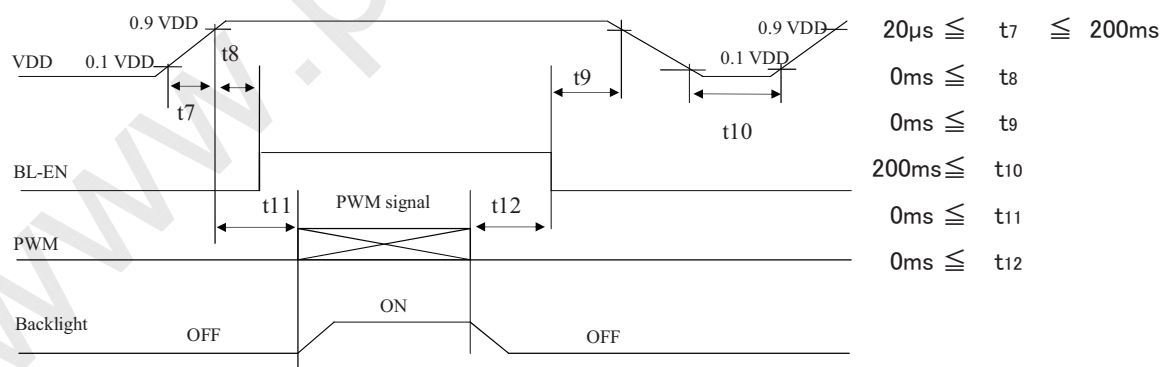 0.9 VDD
VDD
0.1 VDD
t7
t8
t9
0.9 VDD
0.1 VDD
t10
BL-EN
t11
PWM signal
t12
PWM
Backlight
OFF
ON
OFF
20μs ≦ t7 ≦ 200ms
0ms ≦ t8
0ms ≦ t9
200ms≦ t10
0ms ≦ t11
0ms ≦ t12
www.p